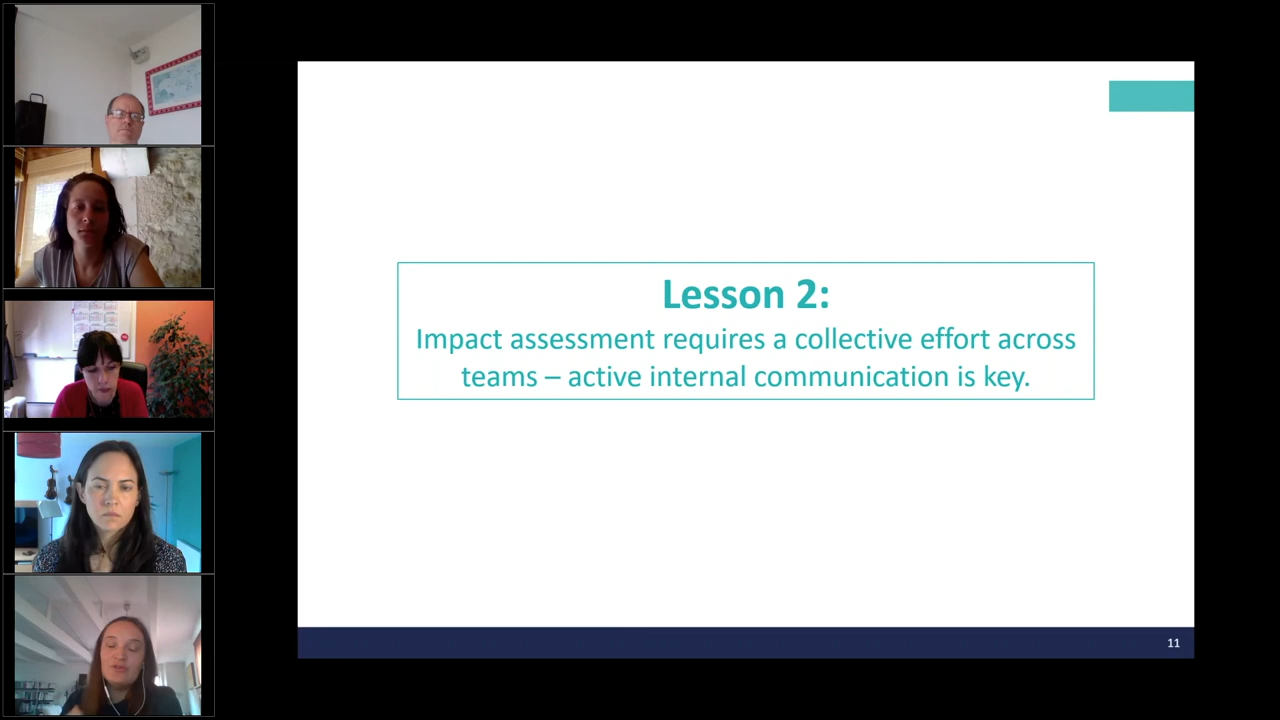 Lesson 2:
Impact assessment requires a collective effort across
teams – active internal communication is key.
11